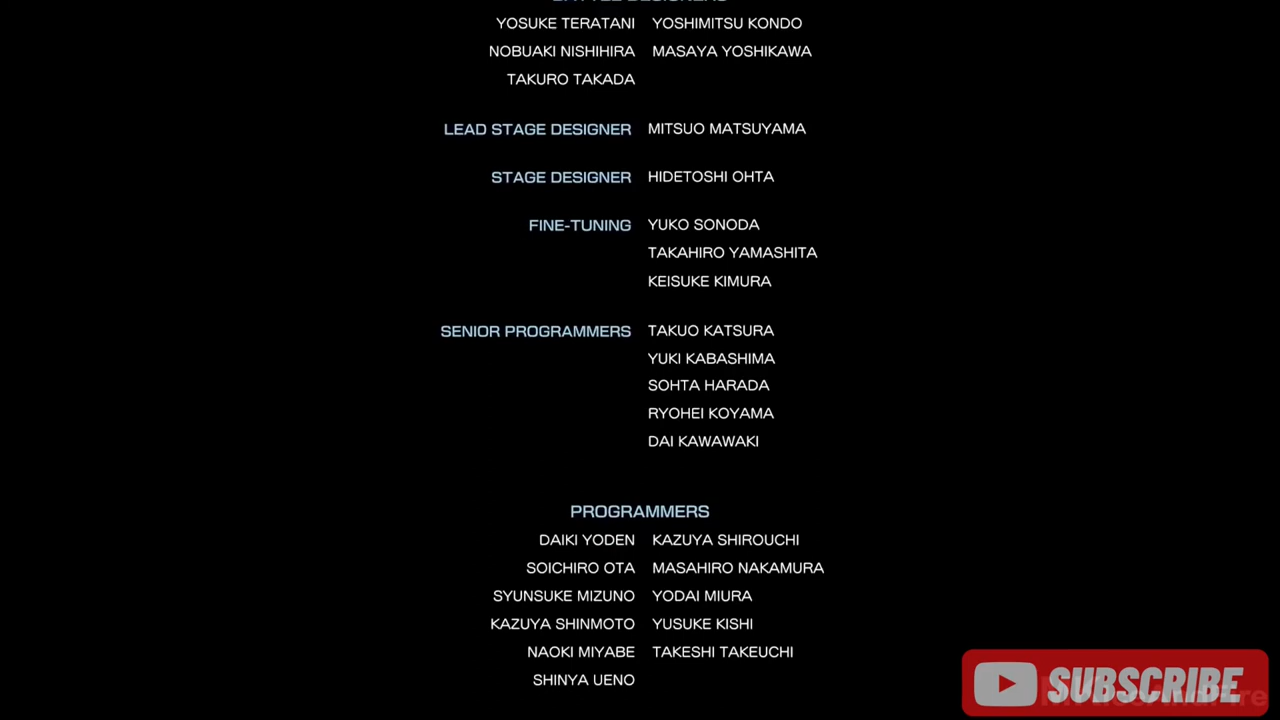 BATTLE DESIGNERS
YOSUKE TERATANI YOSHIMITSU KONDO
NOBUAKI NISHIHIRA MASAYA YOSHIKAWA
TAKURO TAKADA
LEAD STAGE DESIGNER MITSUO MATSUYAMA
STAGE DESIGNER HIDETOSHI OHTA
FINE-TUNING YUKO SONODA
TAKAHIRO YAMASHITA
KEISUKE KIMURA
SENIOR PROGRAMMERS TAKUO KATSURA
YUKI KABASHIMA
SOHTA HARADA
RYOHEI KOYAMA
DAI KAWAWAKI
PROGRAMMERS
DAIKI YODEN KAZUYA SHIROUCHI
SOICHIRO OTA MASAHIRO NAKAMURA
SYUNSUKE MIZUNO YODAI MIURA
KAZUYA SHINMOTO YUSUKE KISHI
NAOKI MIYABE TAKESHI TAKEUCHI
SHINYA UENO
SUBSCRIBE